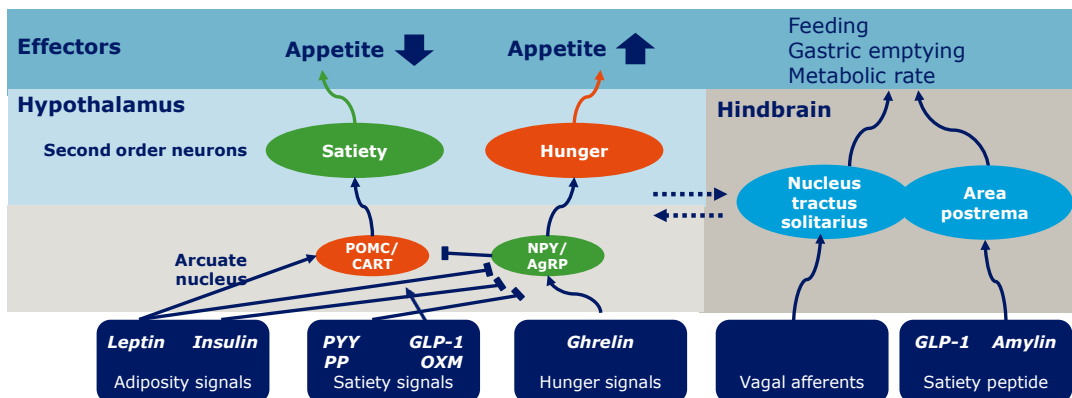 Effectors
Appetite
Appetite
Feeding
Gastric emptying
Metabolic rate
Hypothalamus
Hindbrain
Second order neurons
Satiety
Hunger
Nucleus
tractus
solitarius
Area
postrema
Arcuate
nucleus
POMC/
CART
NPY/
AgRP
Leptin Insulin
Adiposity signals
PYY GLP-1
PP OXM
Satiety signals
Ghrelin
Hunger signals
Vagal afferents
GLP-1 Amylin
Satiety peptide